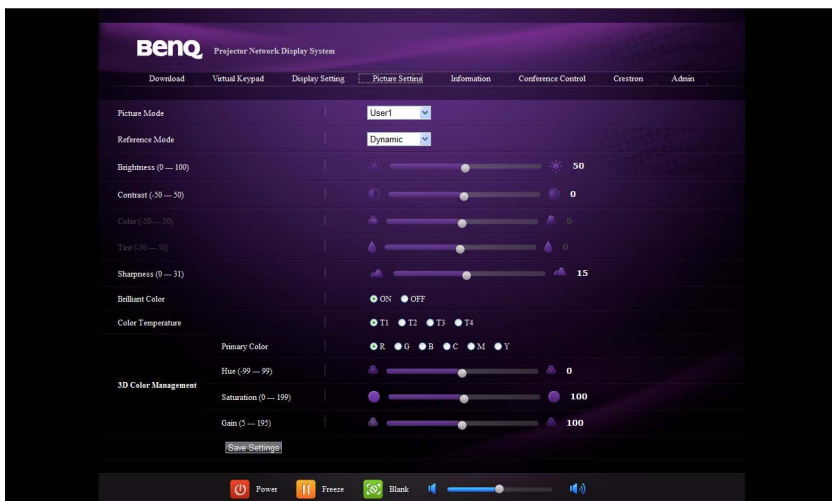 BenQ Projector Network Display System
Download Virtual Keypad Display Setting Picture Setting Information Conference Control Crestron Admin
Picture Mode User1
Reference Mode Dynamic
Brightness (0 --- 100) 50
Contrast (-50 --- 50) 0
Color (-50 --- 50) 0
Tint (-50 --- 50) 0
Sharpness (0 --- 31) 15
Brilliant Color ON OFF
Color Temperature T1 T2 T3 T4
Primary Color R G B C M Y
Hue (-99 --- 99) 0
3D Color Management
Saturation (0 --- 199) 100
Gain (5 --- 195) 100
Save Settings
Power Freeze Blank